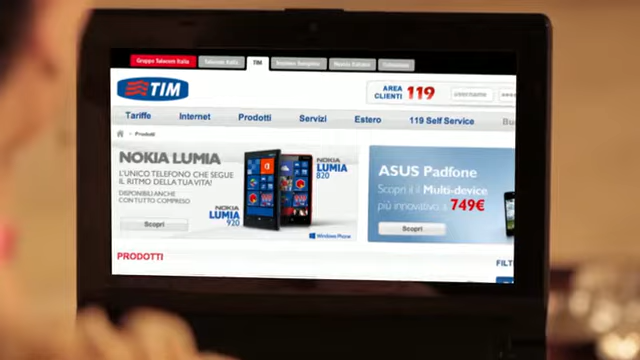 Gruppo Telecom Italia Telecom Italia TIM
TIM
AREA CLIENTI 119 username
Tariffe Internet Prodotti Servizi Estero 119 Self Service Bu
Prodotti
NOKIA LUMIA
L'UNICO TELEFONO CHE SEGUE
IL RITMO DELLA TUA VITA!
DISPONIBILI ANCHE
CON TUTTO COMPRESO
Scopri
NOKIA
LUMIA
920
NOKIA
LUMIA
820
Windows Phone
ASUS Padfone
Scopri il Multi-device
più innovativo a 749€
Scopri
PRODOTTI
FILT